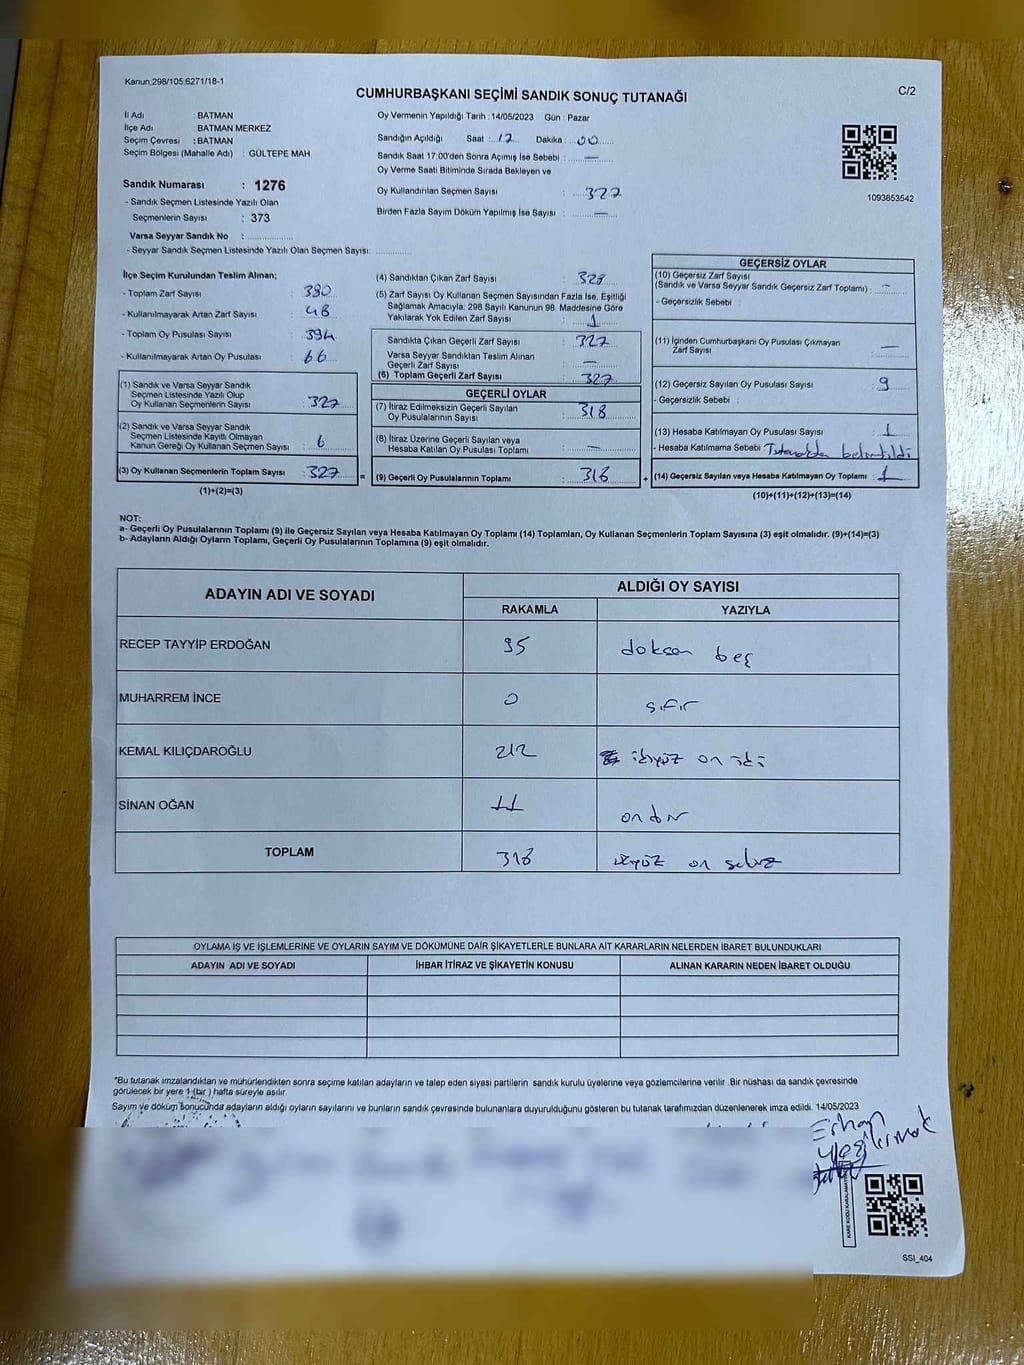 Kanun:298/105,6271/18-1
CUMHURBAŞKANI SEÇİMİ SANDIK SONUÇ TUTANAĞI
C/2
İl Adı : BATMAN
İlçe Adı : BATMAN MERKEZ
Seçim Çevresi : BATMAN
Seçim Bölgesi (Mahalle Adı) : GÜLTEPE MAH.
Sandık Numarası : 1276
- Sandık Seçmen Listesinde Yazılı Olan
Seçmenlerin Sayısı : 373
Varsa Seyyar Sandık No : ..............
- Seyyar Sandık Seçmen Listesinde Yazılı Olan Seçmen Sayısı: ............
Oy Vermenin Yapıldığı Tarih : 14/05/2023 Gün : Pazar
Sandığın Açıldığı Saat : 17 Dakika : 00
Sandık Saat 17:00'den Sonra Açımış İse Sebebi : —
Oy Verme Saati Bitiminde Sırada Bekleyen ve
Oy Kullandırılan Seçmen Sayısı : 327
Birden Fazla Sayım Döküm Yapılmış İse Sayısı : —
1093853542
İlçe Seçim Kurulundan Teslim Alınan;
- Toplam Zarf Sayısı : 380
- Kullanılmayarak Artan Zarf Sayısı : 48
- Toplam Oy Pusulası Sayısı : 394
- Kullanılmayarak Artan Oy Pusulası : 66
(1) Sandık ve Varsa Seyyar Sandık
Seçmen Listesinde Yazılı Olup
Oy Kullanan Seçmenlerin Sayısı : 327
(2) Sandık ve Varsa Seyyar Sandık
Seçmen Listesinde Kayıtlı Olmayan
Kanun Gereği Oy Kullanan Seçmen Sayısı : 6
(3) Oy Kullanan Seçmenlerin Toplam Sayısı : 327 =
(1)+(2)=(3)
(4) Sandıktan Çıkan Zarf Sayısı : 328
(5) Zarf Sayısı Oy Kullanan Seçmen Sayısından Fazla İse, Eşitliği
Sağlamak Amacıyla, 298 Sayılı Kanunun 98. Maddesine Göre
Yakılarak Yok Edilen Zarf Sayısı : 1
Sandıkta Çıkan Geçerli Zarf Sayısı : 327
Varsa Seyyar Sandıktan Teslim Alınan
Geçerli Zarf Sayısı : —
(6) Toplam Geçerli Zarf Sayısı : 327
GEÇERLİ OYLAR
(7) İtiraz Edilmeksizin Geçerli Sayılan
Oy Pusulalarının Sayısı : 318
(8) İtiraz Üzerine Geçerli Sayılan veya
Hesaba Katılan Oy Pusulası Toplamı : —
(9) Geçerli Oy Pusulalarının Toplamı : 318 +
GEÇERSİZ OYLAR
(10) Geçersiz Zarf Sayısı
(Sandık ve Varsa Seyyar Sandık Geçersiz Zarf Toplamı) : —
- Geçersizlik Sebebi :
(11) İçinden Cumhurbaşkanı Oy Pusulası Çıkmayan
Zarf Sayısı : —
(12) Geçersiz Sayılan Oy Pusulası Sayısı : 9
- Geçersizlik Sebebi :
(13) Hesaba Katılmayan Oy Pusulası Sayısı : 1
- Hesaba Katılmama Sebebi : Tutanakda belirtildi
(14) Geçersiz Sayılan veya Hesaba Katılmayan Oy Toplamı : 1
(10)+(11)+(12)+(13)=(14)
NOT:
a- Geçerli Oy Pusulalarının Toplamı (9) ile Geçersiz Sayılan veya Hesaba Katılmayan Oy Toplamı (14) Toplamları, Oy Kullanan Seçmenlerin Toplam Sayısına (3) eşit olmalıdır. (9)+(14)=(3)
b- Adayların Aldığı Oyların Toplamı, Geçerli Oy Pusulalarının Toplamına (9) eşit olmalıdır.
ADAYIN ADI VE SOYADI
ALDIĞI OY SAYISI
RAKAMLA YAZIYLA
RECEP TAYYİP ERDOĞAN 95 doksan beş
MUHARREM İNCE 0 sıfır
KEMAL KILIÇDAROĞLU 212 ikiyüz on iki
SİNAN OĞAN 11 onbir
TOPLAM 318 üçyüz on sekiz
OYLAMA İŞ VE İŞLEMLERİNE VE OYLARIN SAYIM VE DÖKÜMÜNE DAİR ŞİKAYETLERLE BUNLARA AİT KARARLARIN NELERDEN İBARET BULUNDUKLARI
ADAYIN ADI VE SOYADI İHBAR İTİRAZ VE ŞİKAYETİN KONUSU ALINAN KARARIN NEDEN İBARET OLDUĞU
*Bu tutanak imzalandıktan ve mühürlendikten sonra seçime katılan adayların ve talep eden siyasi partilerin sandık kurulu üyelerine veya gözlemcilerine verilir. Bir nüshası da sandık çevresinde
görülecek bir yere 1 (bir) hafta süreyle asılır.
Sayım ve döküm sonucunda adayların aldığı oyların sayılarını ve bunların sandık çevresinde bulunanlara duyurulduğunu gösteren bu tutanak tarafımızdan düzenlenerek imza edildi. 14/05/2023
Erhan
Yeşilırmak
SSI_404